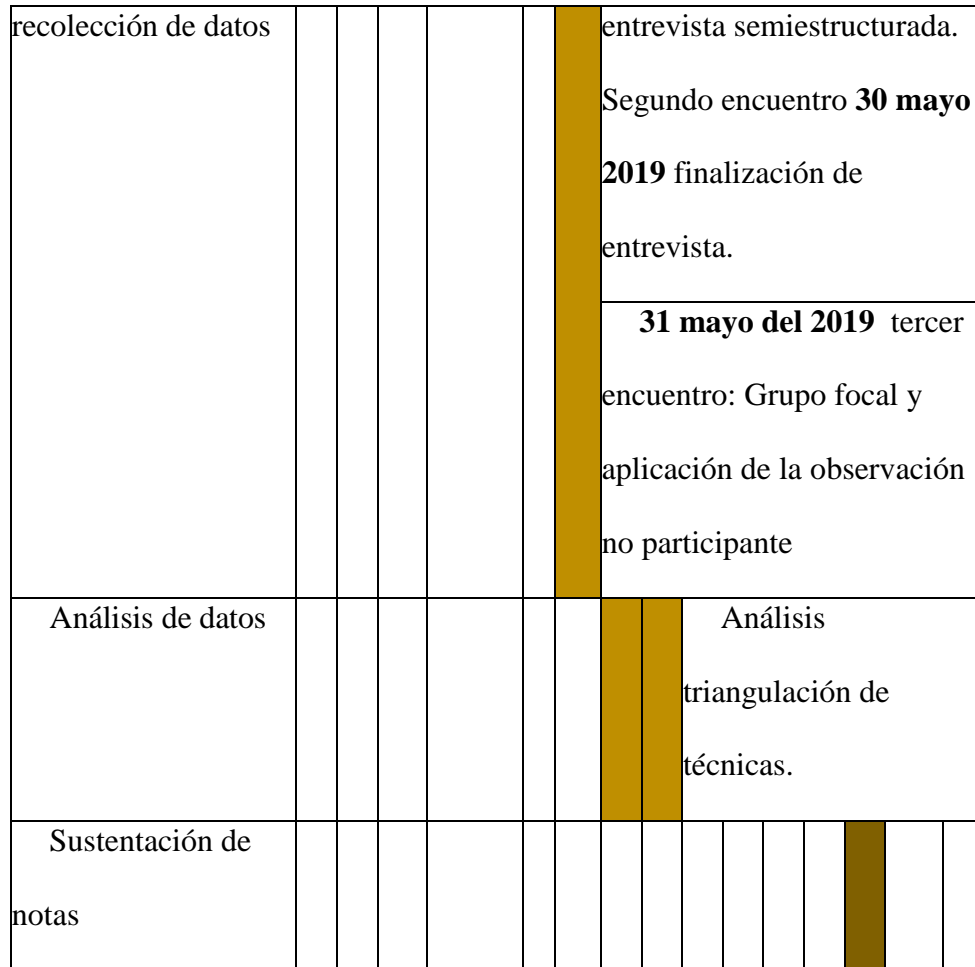 recolección de datos
entrevista semiestructurada.
Segundo encuentro 30 mayo
2019 finalización de
entrevista.
31 mayo del 2019 tercer
encuentro: Grupo focal y
aplicación de la observación
no participante
Análisis de datos
Análisis
triangulación de
técnicas.
Sustentación de
notas